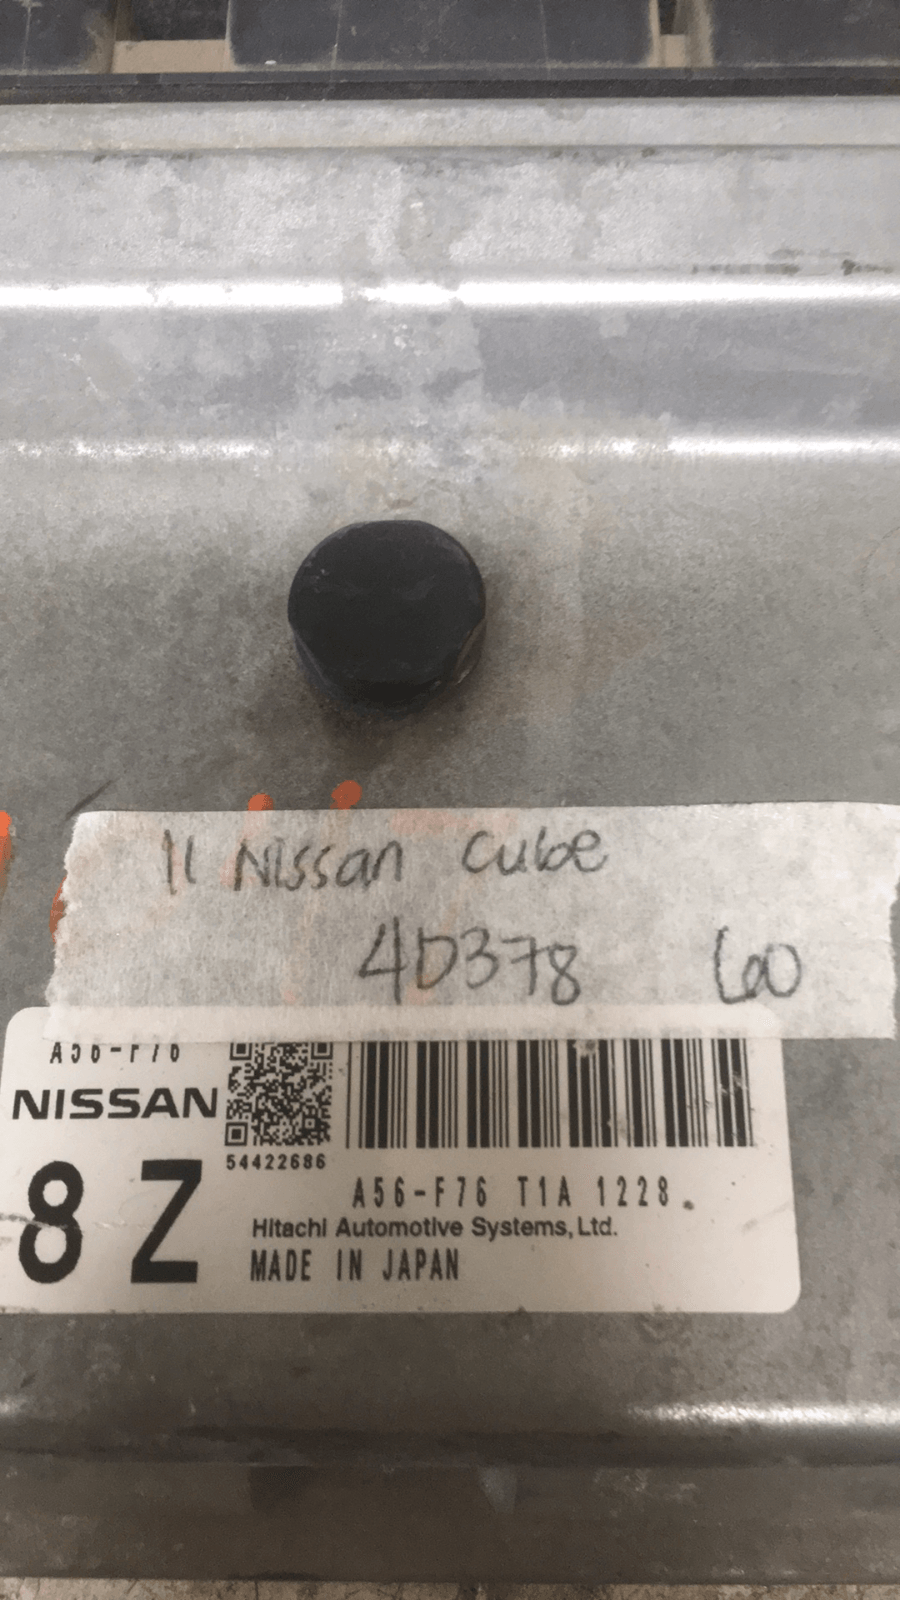 11 Nissan Cube
4D378 60
A56-F76
NISSAN
54422686
8 Z
A56-F76 T1A 1228.
Hitachi Automotive Systems, Ltd.
MADE IN JAPAN